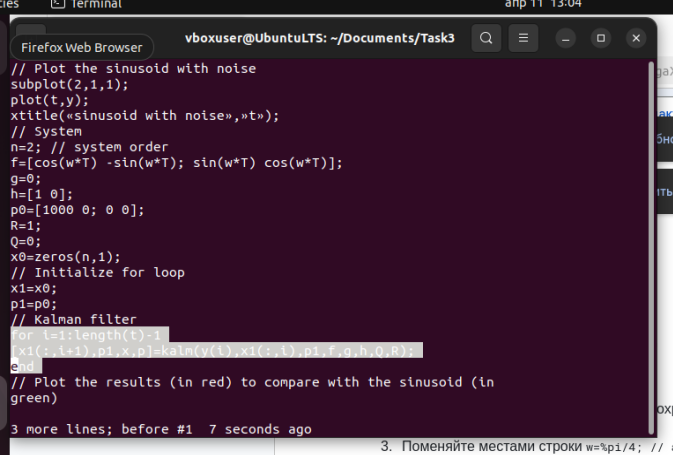 ties Terminal апр 11 13:04
Firefox Web Browser
vboxuser@UbuntuLTS: ~/Documents/Task3
// Plot the sinusoid with noise
subplot(2,1,1);
plot(t,y);
xtitle(«sinusoid with noise»,»t»);
// System
n=2; // system order
f=[cos(w*T) -sin(w*T); sin(w*T) cos(w*T)];
g=0;
h=[1 0];
p0=[1000 0; 0 0];
R=1;
Q=0;
x0=zeros(n,1);
// Initialize for loop
x1=x0;
p1=p0;
// Kalman filter
for i=1:length(t)-1
[x1(:,i+1),p1,x,p]=kalm(y(i),x1(:,i),p1,f,g,h,Q,R);
end
// Plot the results (in red) to compare with the sinusoid (in
green)
3 more lines; before #1 7 seconds ago
3. Поменяйте местами строки w=%pi/4; //